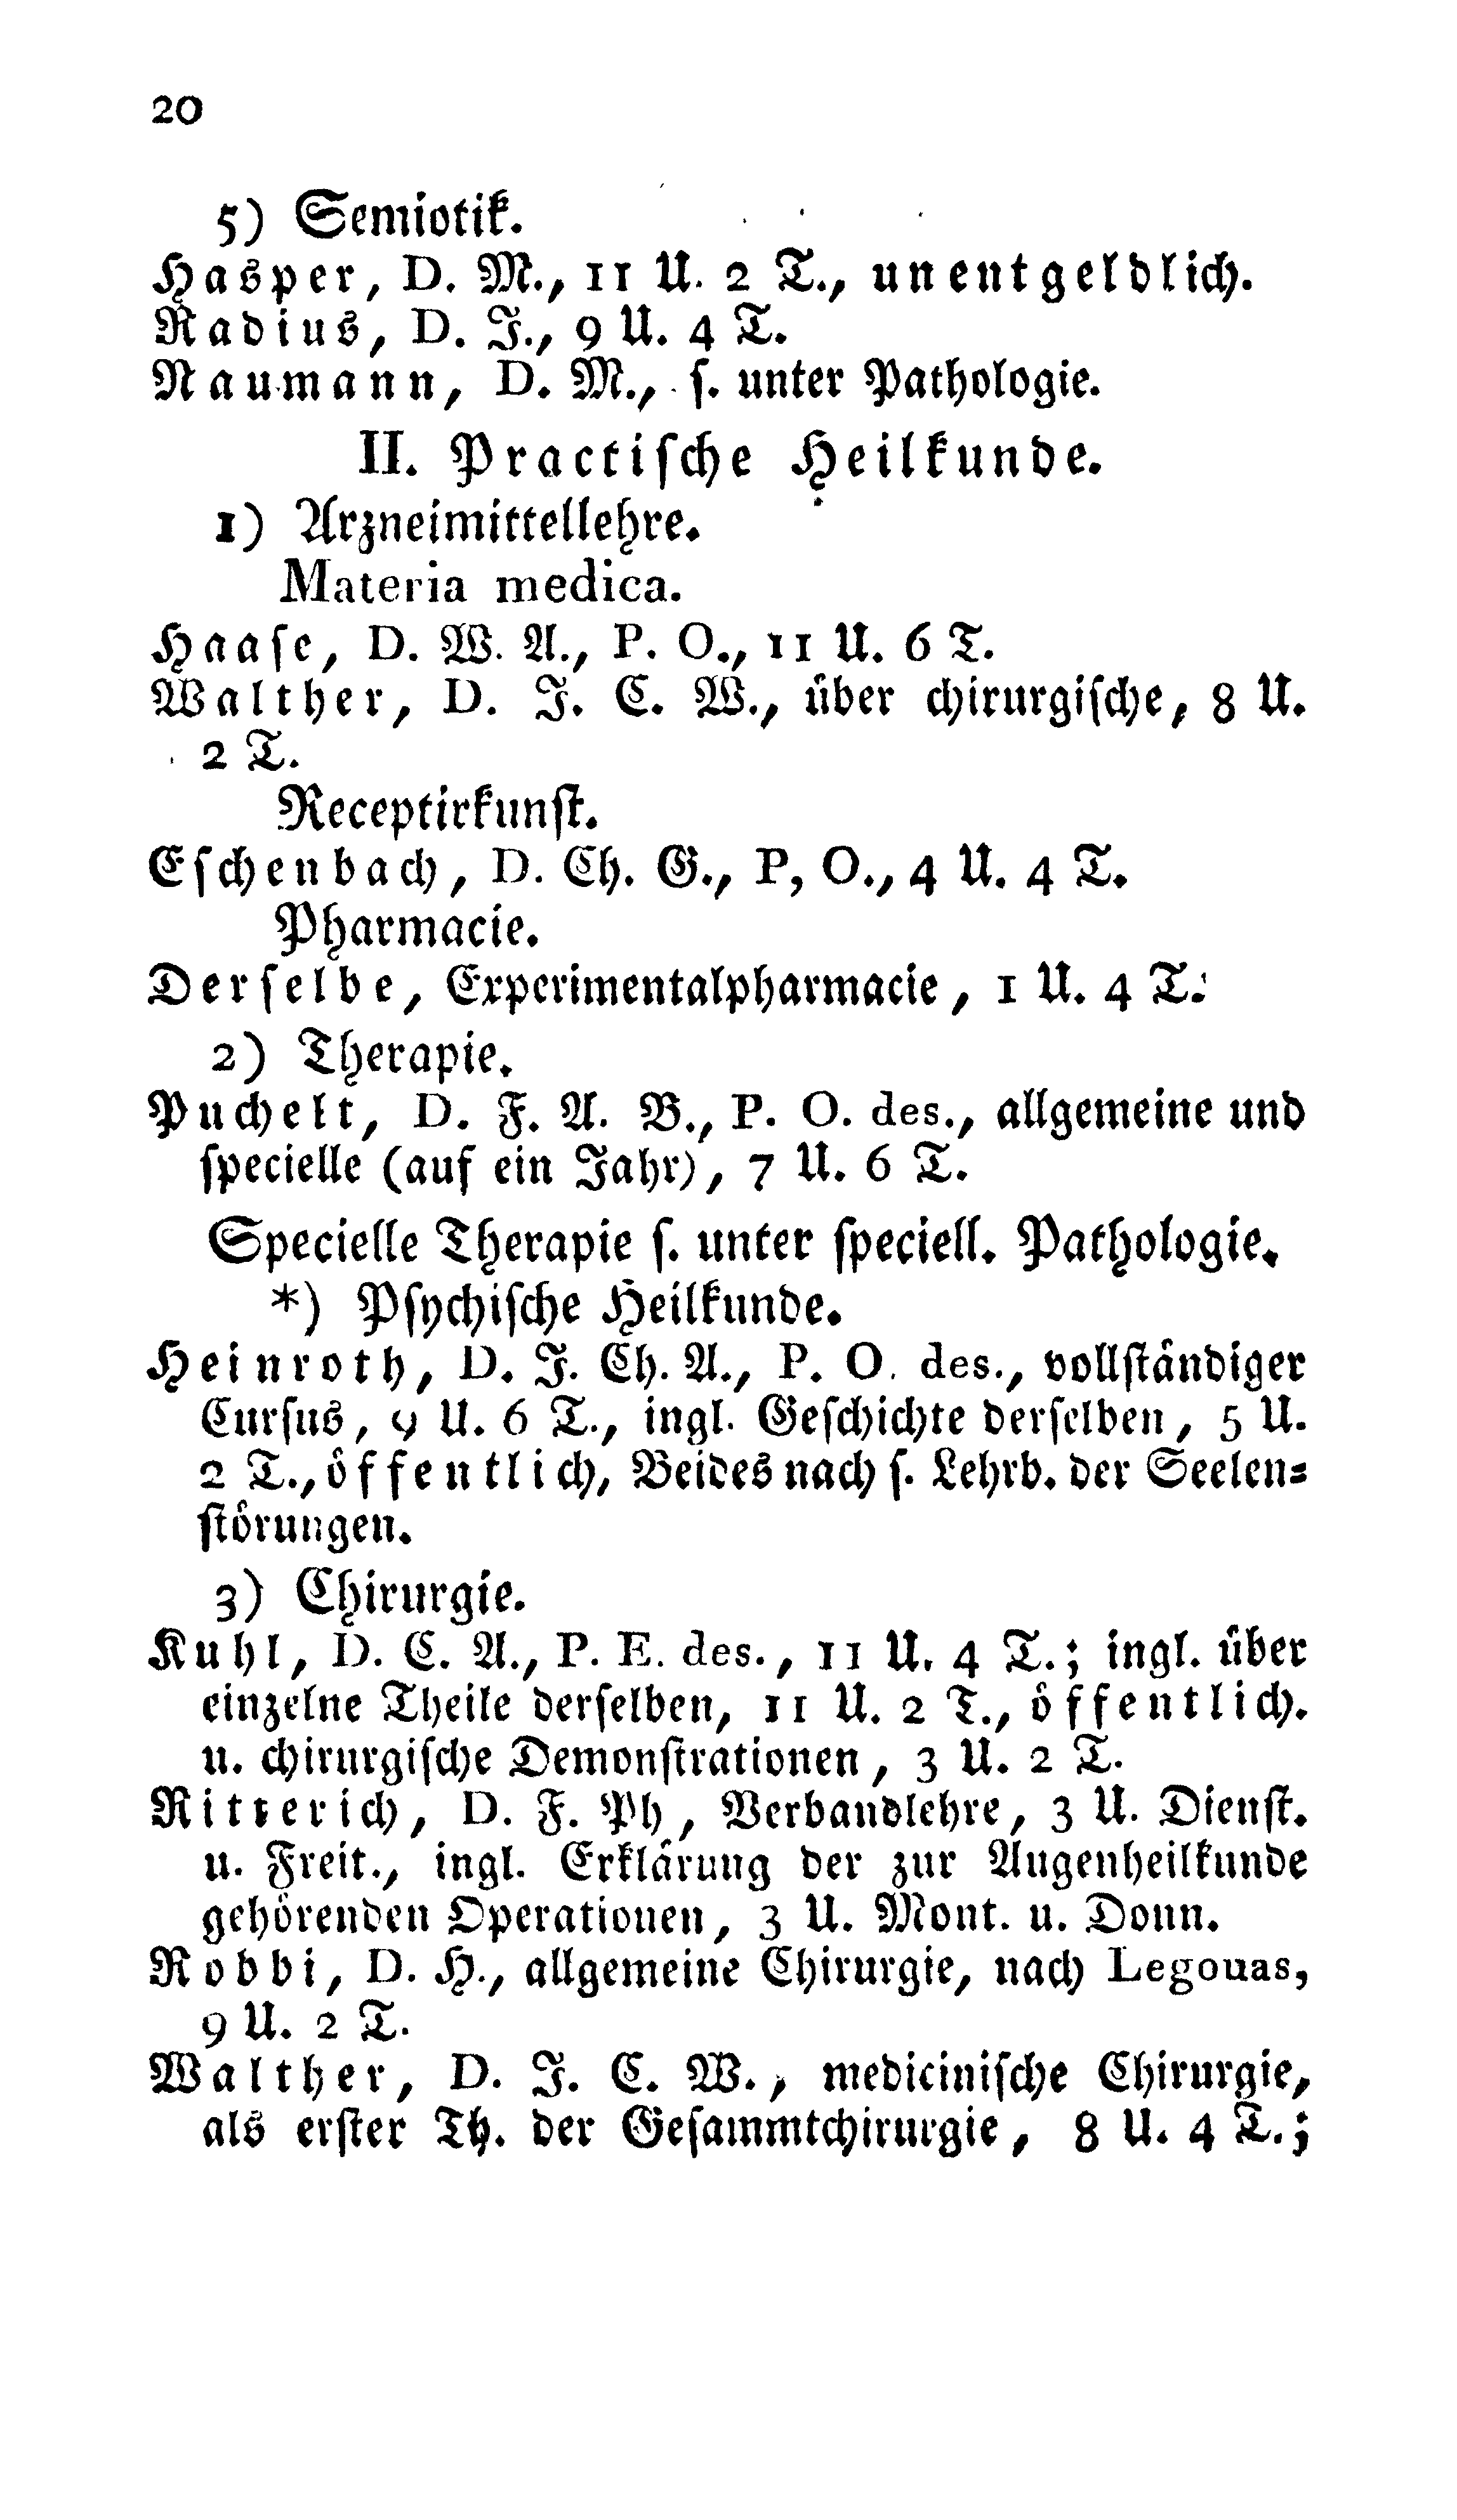 20
5) Semiotik.
Hasper, D. M., 11 U. 2 T., unentgeldlich.
Radius, D. J., 9 U. 4 T.
Naumann, D. M., ſ. unter Pathologie.
II. Practiſche Heilkunde.
1) Arzneimittellehre.
Materia medica.
Haaſe, D. W. A., P. O., 11 U. 6 T.
Walther, D. J. C. W., über chirurgiſche, 8 U.
2 T.
Receptirkunſt.
Eſchenbach, D. Ch. G., P, O., 4 U. 4 T.
Pharmacie.
Derſelbe, Experimentalpharmacie, 1 U. 4 T.
2) Therapie.
Puchelt, D. F. A. B., P. O. des., allgemeine und
ſpecielle (auf ein Jahr), 7 U. 6 T.
Specielle Therapie ſ. unter ſpeciell. Pathologie.
*) Pſychiſche Heilkunde.
Heinroth, D. J. Ch. A., P. O. des., vollſtändiger
Curſus, 9 U. 6 T., ingl. Geſchichte derſelben, 5 U.
2 T., öffentlich, Beides nach ſ. Lehrb. der Seelen⸗
ſtörungen.
3) Chirurgie.
Kuhl, D. C. A., P. E. des., 11 U. 4 T.; ingl. über
einzelne Theile derſelben, 11 U. 2 T., öffentlich.
u. chirurgiſche Demonſtrationen, 3 U. 2 T.
Ritterich, D. F. Ph, Verbandlehre, 3 U. Dienſt.
u. Freit., ingl. Erklärung der zur Augenheilkunde
gehörenden Operationen, 3 U. Mont. u. Donn.
Robbi, D. H., allgemeine Chirurgie, nach Legouas,
9 U. 2 T.
Walther, D. J. C. W., mediciniſche Chirurgie,
als erſter Th. der Geſammtchirurgie, 8 U. 4 T.;